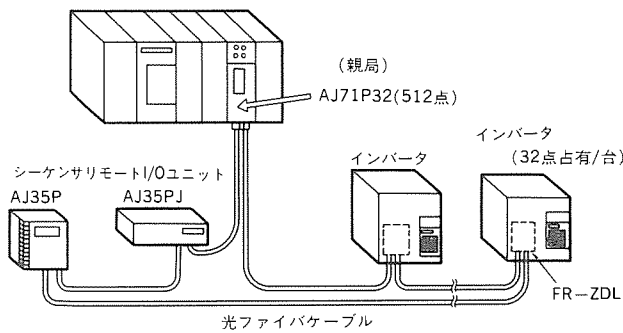 （親局）
AJ71P32(512点)
インバータ
（32点占有/台）
インバータ
シーケンサリモートI/Oユニット
AJ35P
AJ35PJ
FR－ZDL
光ファイバケーブル